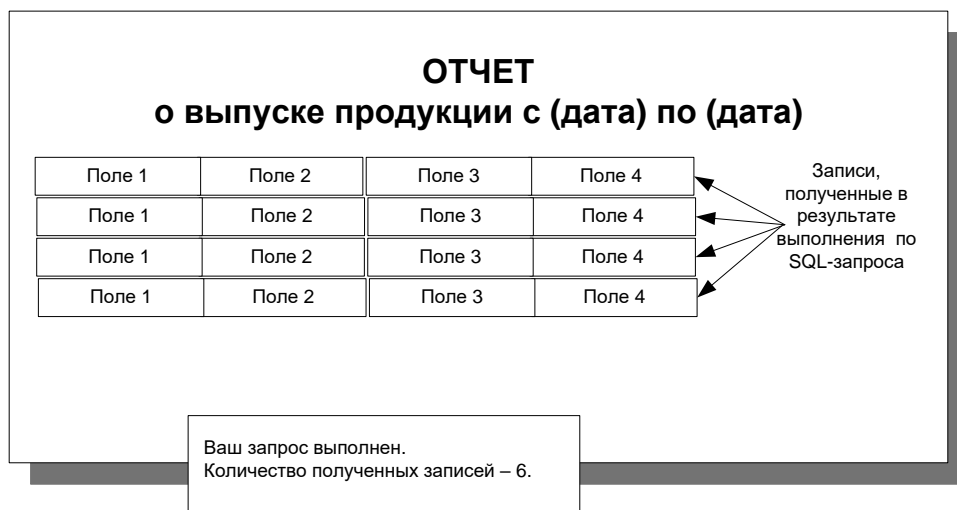 ОТЧЕТ
о выпуске продукции с (дата) по (дата)
Поле 1 Поле 2 Поле 3 Поле 4
Поле 1 Поле 2 Поле 3 Поле 4
Поле 1 Поле 2 Поле 3 Поле 4
Поле 1 Поле 2 Поле 3 Поле 4
Записи,
полученные в
результате
выполнения по
SQL-запроса
Ваш запрос выполнен.
Количество полученных записей – 6.